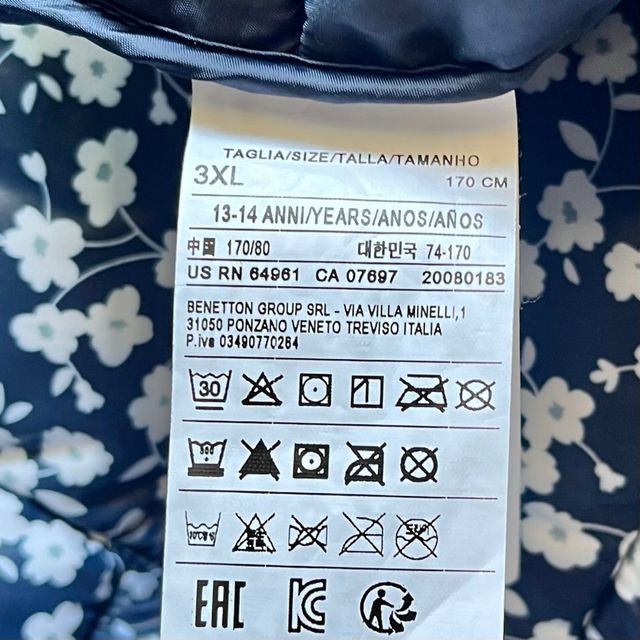 TAGLIA/SIZE/TALLA/TAMANHO
3XL 170 CM
13-14 ANNI/YEARS/ANOS/AÑOS
中国 170/80 대한민국 74-170
US RN 64961 CA 07697 20080183
BENETTON GROUP SRL - VIA VILLA MINELLI,1
31050 PONZANO VENETO TREVISO ITALIA
P.iva 03490770264
30
EAC